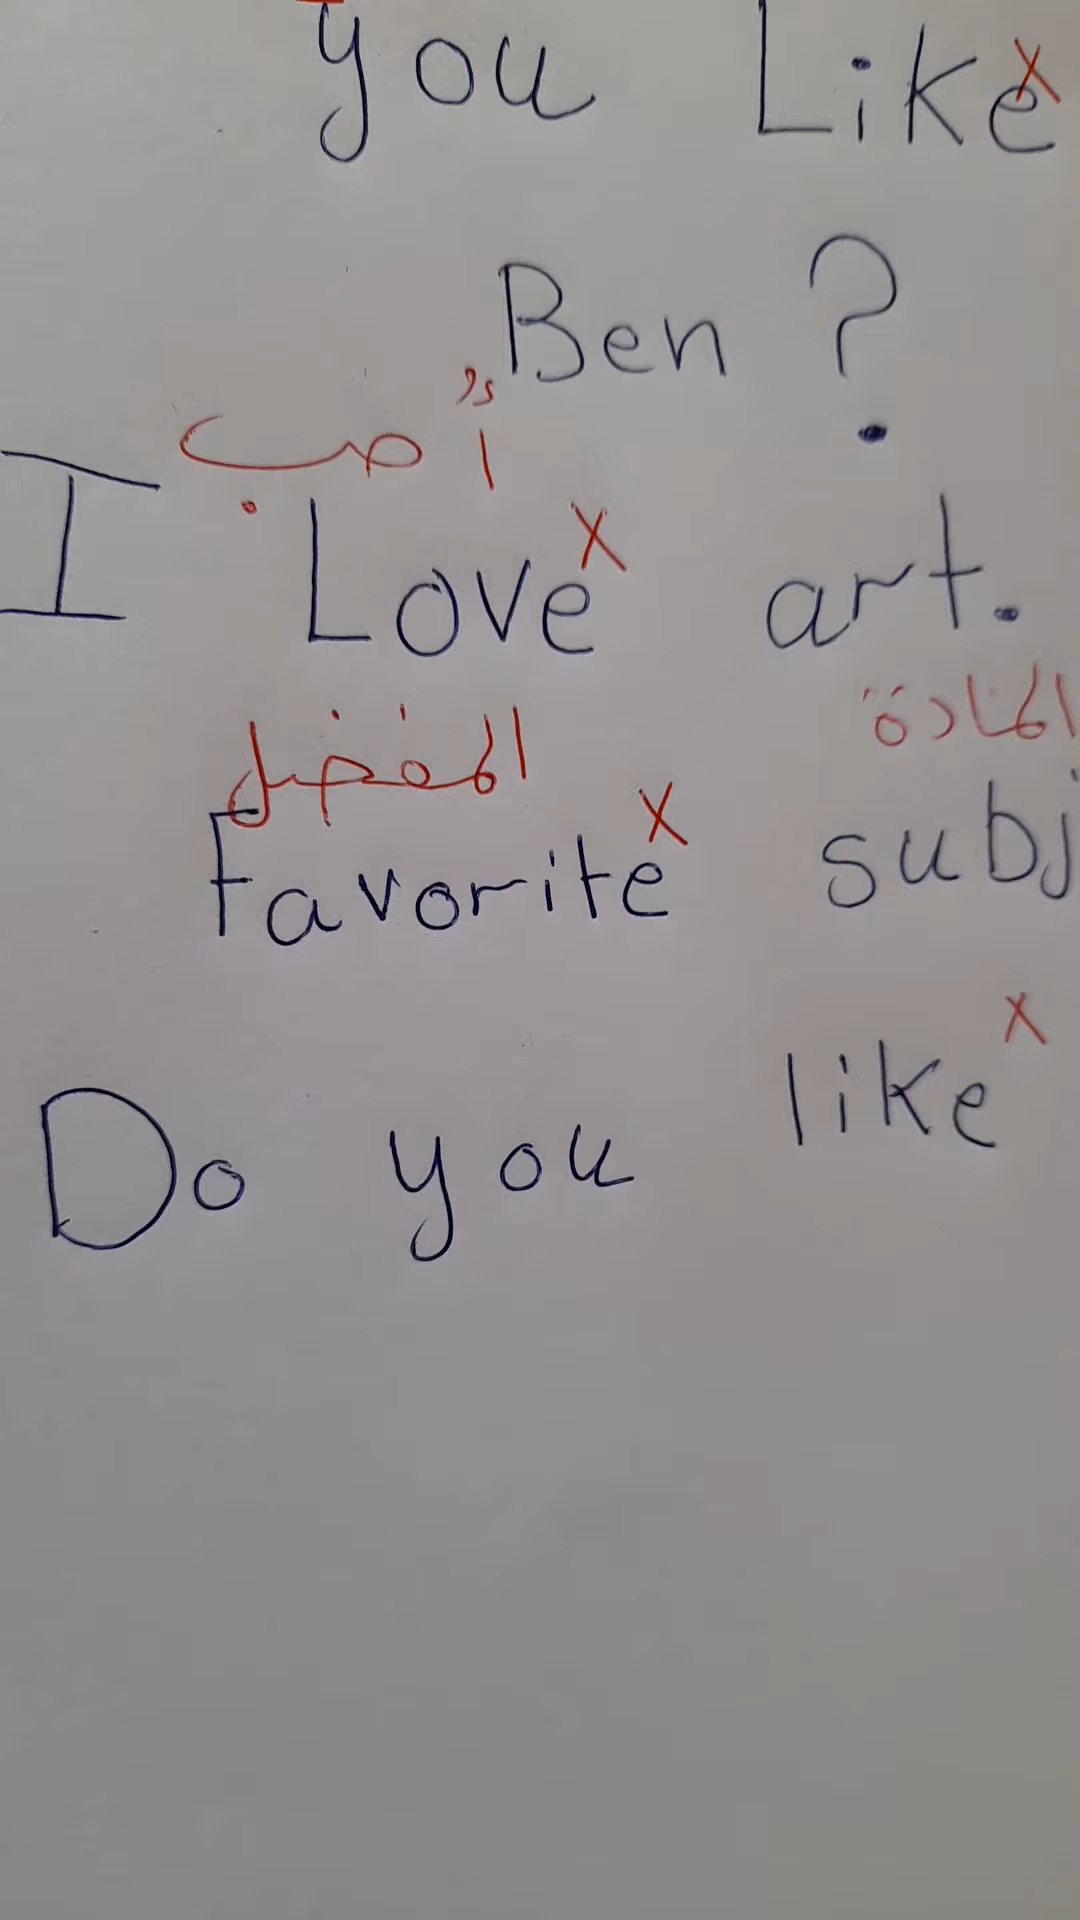 you Like x
Ben ?
أحب
I Love x art.
المفضل المادة
Favorite x subj
Do you like x